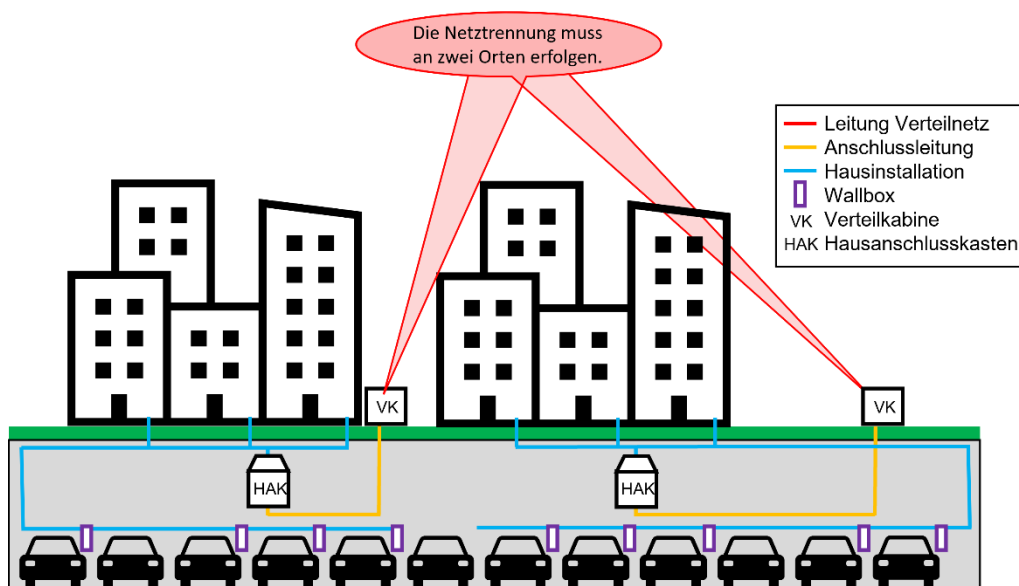 Die Netztrennung muss
an zwei Orten erfolgen.
Leitung Verteilnetz
Anschlussleitung
Hausinstallation
Wallbox
VK Verteilkabine
HAK Hausanschlusskasten
VK
VK
HAK
HAK